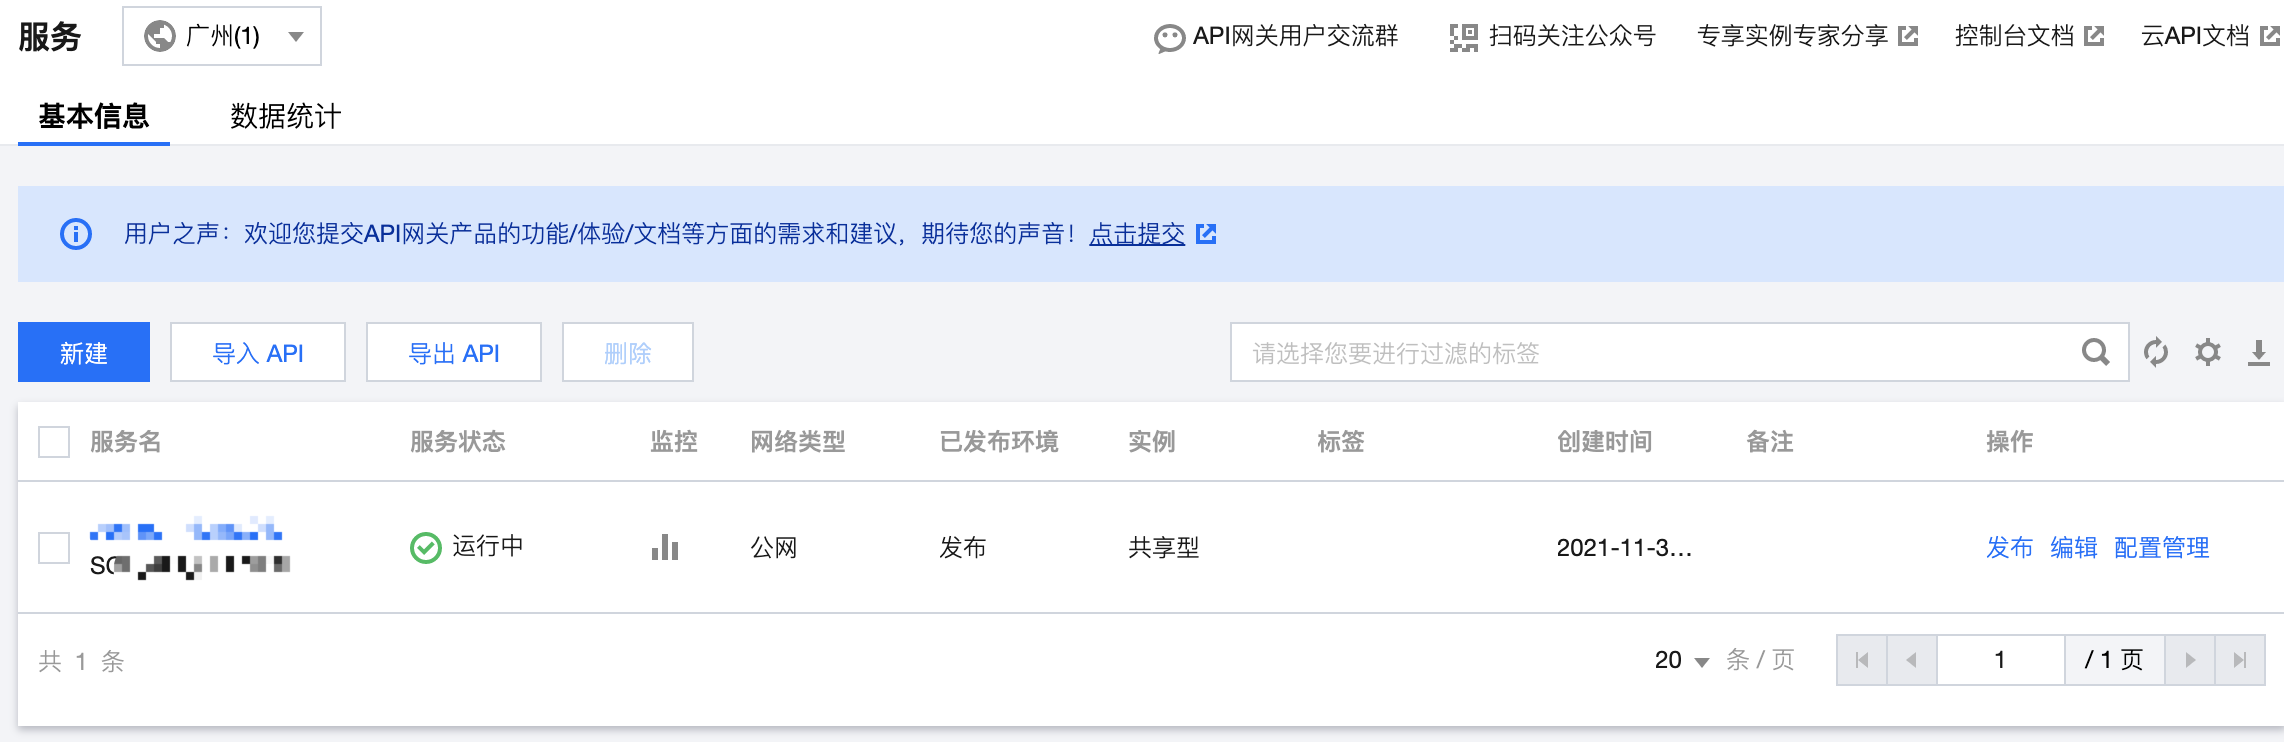 服务 广州(1) API网关用户交流群 扫码关注公众号 专享实例专家分享 控制台文档 云API文档
基本信息 数据统计
用户之声：欢迎您提交API网关产品的功能/体验/文档等方面的需求和建议，期待您的声音！点击提交
新建 导入 API 导出 API 删除 请选择您要进行过滤的标签
服务名 服务状态 监控 网络类型 已发布环境 实例 标签 创建时间 备注 操作
运行中 公网 发布 共享型 2021-11-3... 发布 编辑 配置管理
共 1 条 20 条 / 页 1 / 1 页